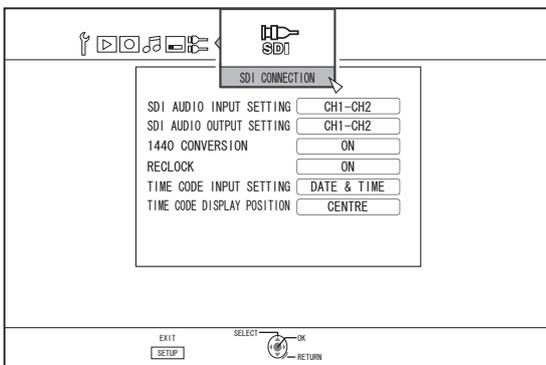 SDI
SDI CONNECTION
SDI AUDIO INPUT SETTING CH1-CH2
SDI AUDIO OUTPUT SETTING CH1-CH2
1440 CONVERSION ON
RECLOCK ON
TIME CODE INPUT SETTING DATE & TIME
TIME CODE DISPLAY POSITION CENTRE
EXIT
SETUP
SELECT
OK
RETURN